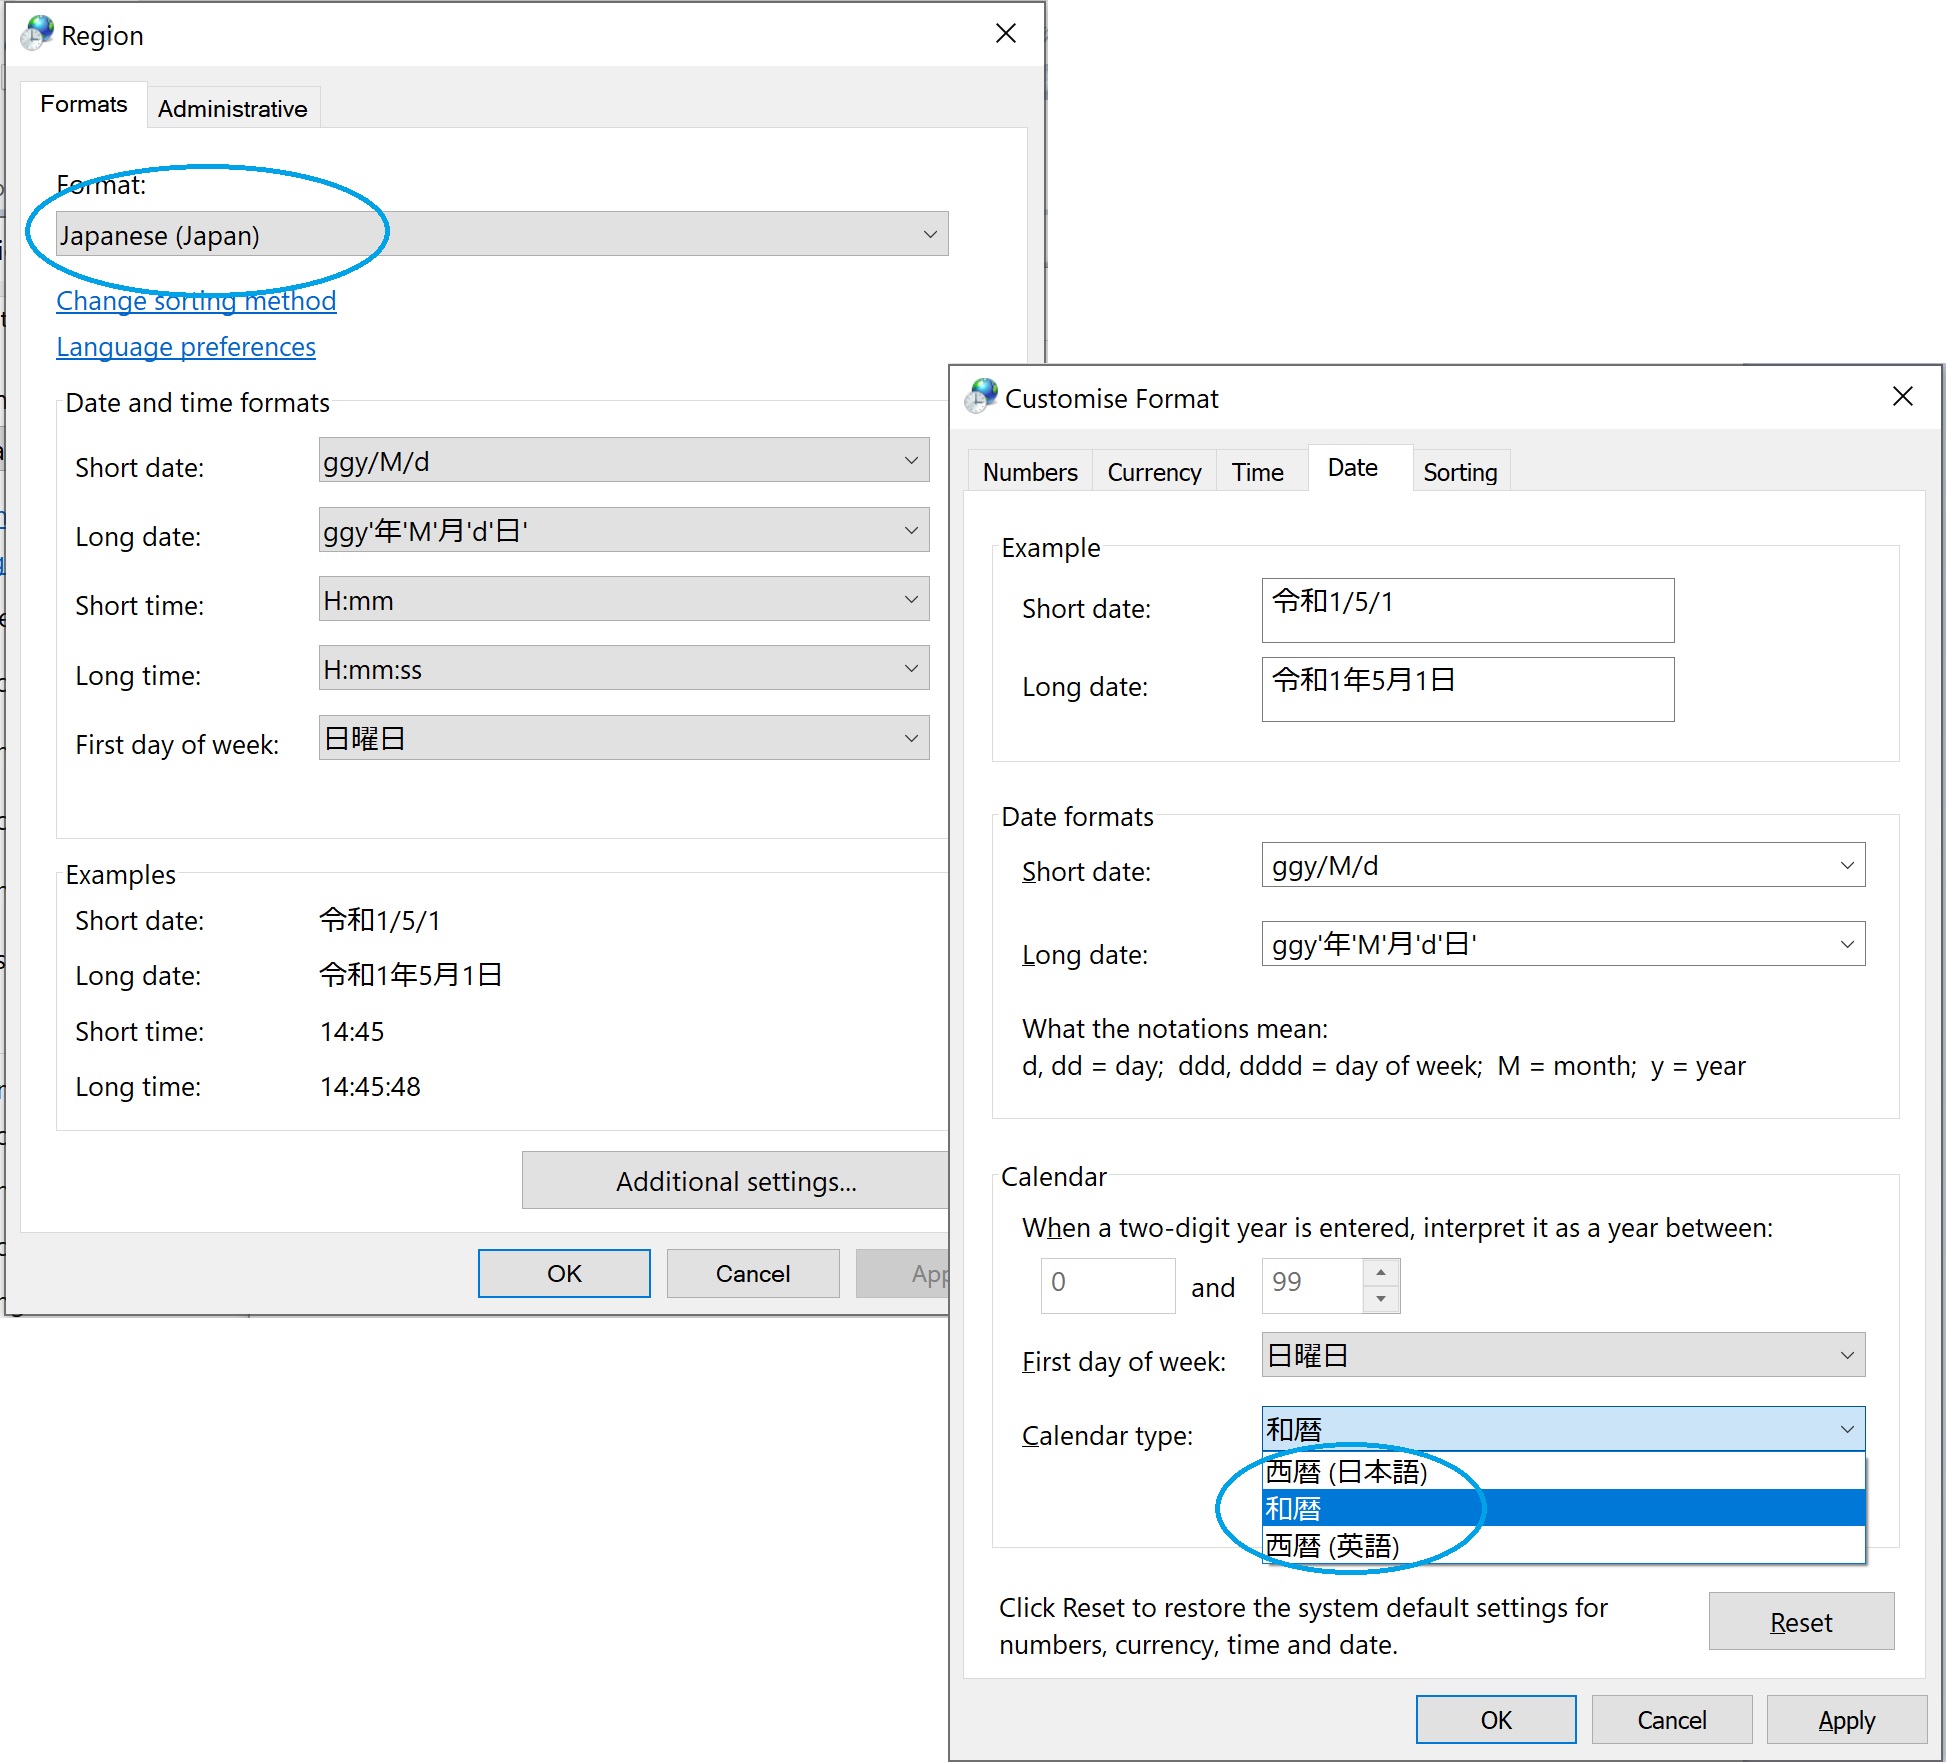 Region
Formats
Administrative
Format:
Japanese (Japan)
Change sorting method
Language preferences
Date and time formats
Short date:
ggy/M/d
Long date:
ggy'年'M'月'd'日'
Short time:
H:mm
Long time:
H:mm:ss
First day of week:
日曜日
Examples
Short date:
令和1/5/1
Long date:
令和1年5月1日
Short time:
14:45
Long time:
14:45:48
Additional settings...
OK
Cancel
App
Customise Format
Numbers
Currency
Time
Date
Sorting
Example
Short date:
令和1/5/1
Long date:
令和1年5月1日
Date formats
Short date:
ggy/M/d
Long date:
ggy'年'M'月'd'日'
What the notations mean:
d, dd = day;  ddd, dddd = day of week;  M = month;  y = year
Calendar
When a two-digit year is entered, interpret it as a year between:
0
and
99
First day of week:
日曜日
Calendar type:
和暦
西暦 (日本語)
和暦
西暦 (英語)
Click Reset to restore the system default settings for
numbers, currency, time and date.
Reset
OK
Cancel
Apply